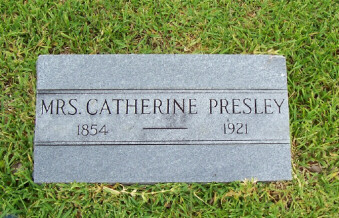 MRS. CATHERINE PRESLEY
1854 — 1921